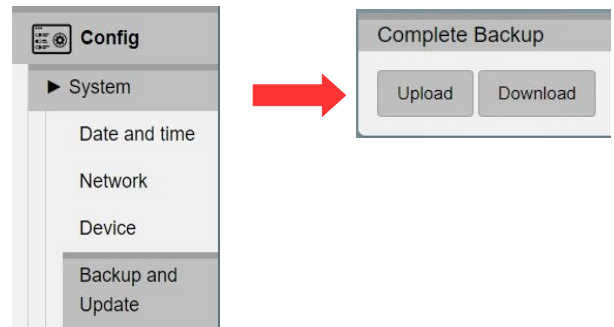 Config
System
Date and time
Network
Device
Backup and
Update
Complete Backup
Upload Download